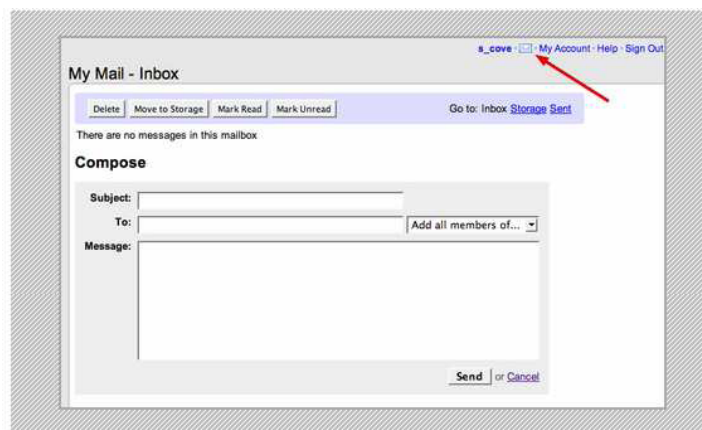 s_cove · · My Account · Help · Sign Out
My Mail - Inbox
Delete Move to Storage Mark Read Mark Unread Go to: Inbox Storage Sent
There are no messages in this mailbox
Compose
Subject:
To: Add all members of...
Message:
Send or Cancel